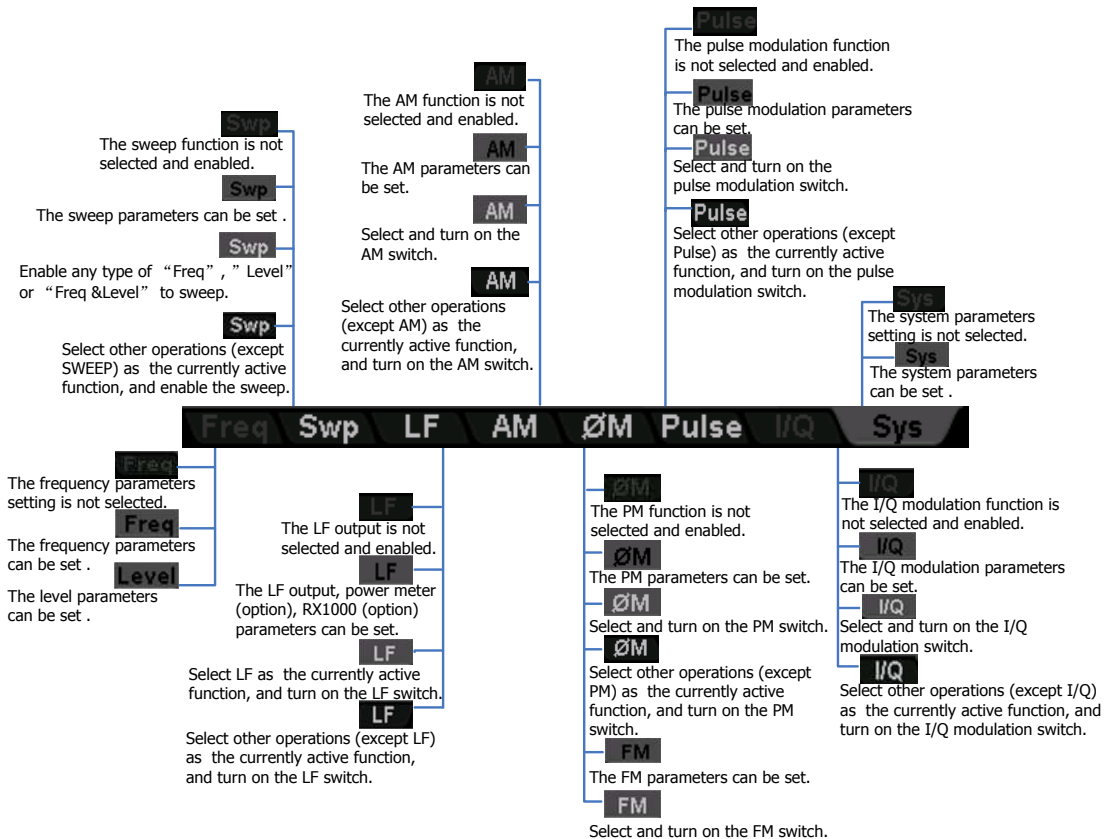 Swp
The sweep function is not
selected and enabled.
Swp
The sweep parameters can be set .
Swp
Enable any type of “Freq” , ” Level”
or “Freq &Level” to sweep.
Swp
Select other operations (except
SWEEP) as the currently active
function, and enable the sweep.
AM
The AM function is not
selected and enabled.
AM
The AM parameters can
be set.
AM
Select and turn on the
AM switch.
AM
Select other operations
(except AM) as the
currently active function,
and turn on the AM switch.
Pulse
The pulse modulation function
is not selected and enabled.
Pulse
The pulse modulation parameters
can be set.
Pulse
Select and turn on the
pulse modulation switch.
Pulse
Select other operations (except
Pulse) as the currently active
function, and turn on the pulse
modulation switch.
Sys
The system parameters
setting is not selected.
Sys
The system parameters
can be set .
Freq Swp LF AM ØM Pulse I/Q Sys
Freq
The frequency parameters
setting is not selected.
Freq
The frequency parameters
can be set .
Level
The level parameters
can be set .
LF
The LF output is not
selected and enabled.
LF
The LF output, power meter
(option), RX1000 (option)
parameters can be set.
LF
Select LF as the currently active
function, and turn on the LF switch.
LF
Select other operations (except LF)
as the currently active function,
and turn on the LF switch.
ØM
The PM function is not
selected and enabled.
ØM
The PM parameters can be set.
ØM
Select and turn on the PM switch.
ØM
Select other operations (except
PM) as the currently active
function, and turn on the PM
switch.
FM
The FM parameters can be set.
FM
Select and turn on the FM switch.
I/Q
The I/Q modulation function is
not selected and enabled.
I/Q
The I/Q modulation parameters
can be set.
I/Q
Select and turn on the I/Q
modulation switch.
I/Q
Select other operations (except I/Q)
as the currently active function, and
turn on the I/Q modulation switch.